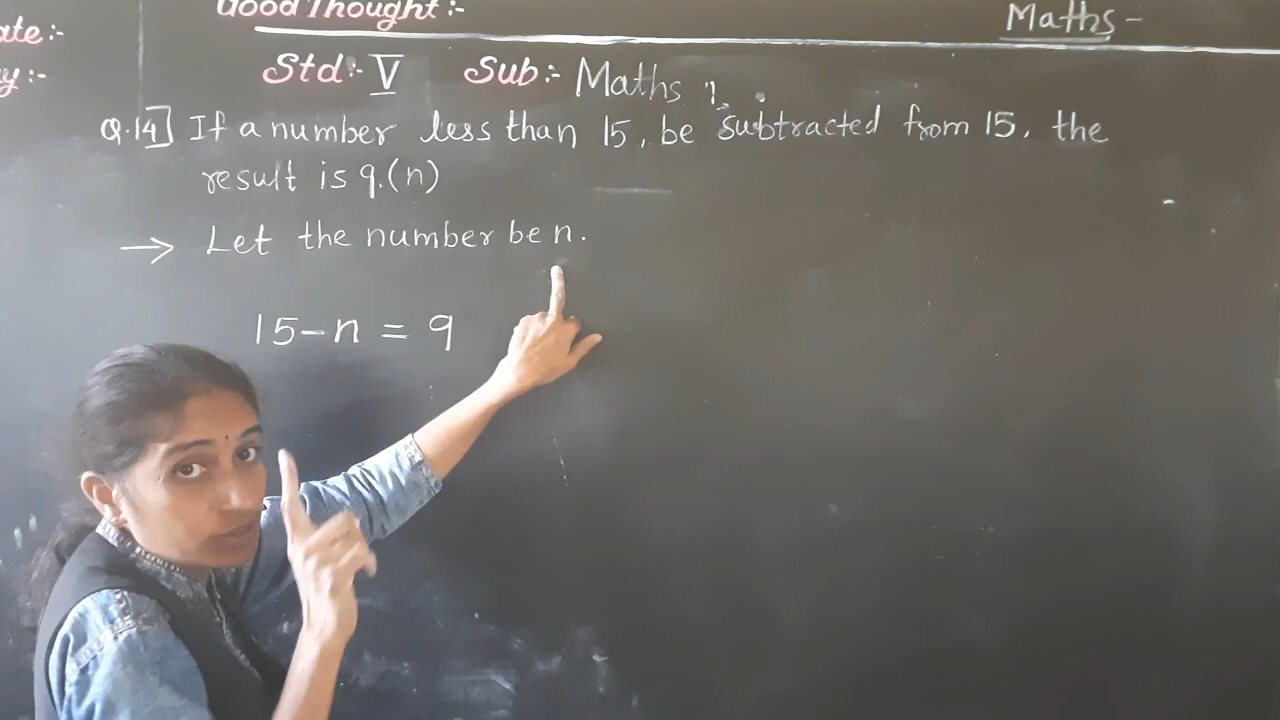 Good Thought :-
Maths -
ate:-
y:-
Std:- V Sub:- Maths
Q.14] If a number less than 15, be subtracted from 15, the
result is 9.(n)
→ Let the number be n.
15-n = 9